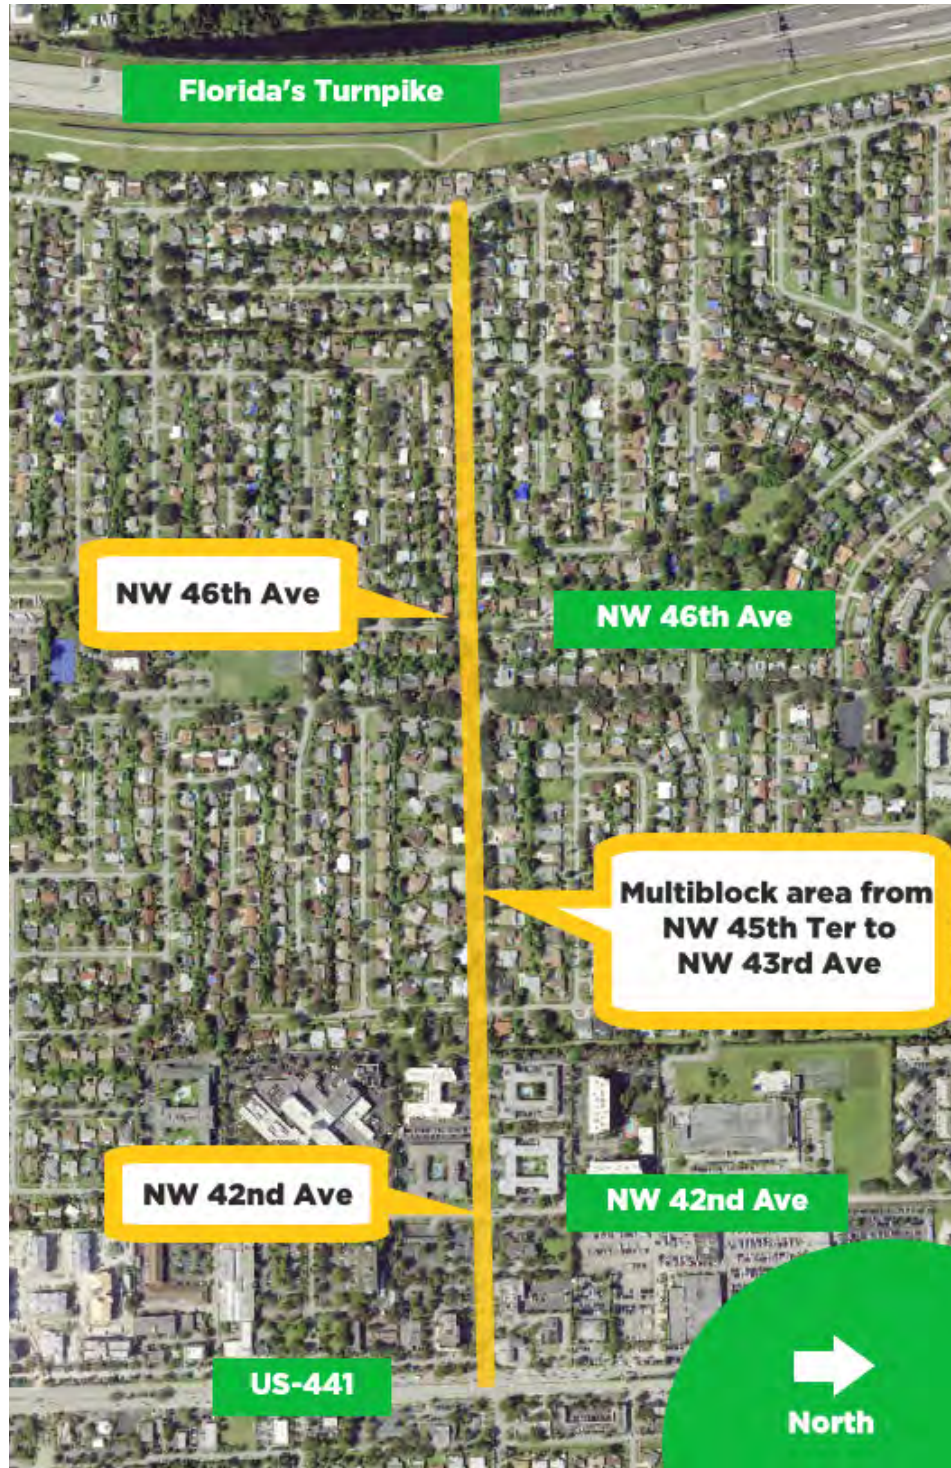 Florida's Turnpike
NW 46th Ave
NW 46th Ave
Multiblock area from
NW 45th Ter to
NW 43rd Ave
NW 42nd Ave
NW 42nd Ave
US-441
North